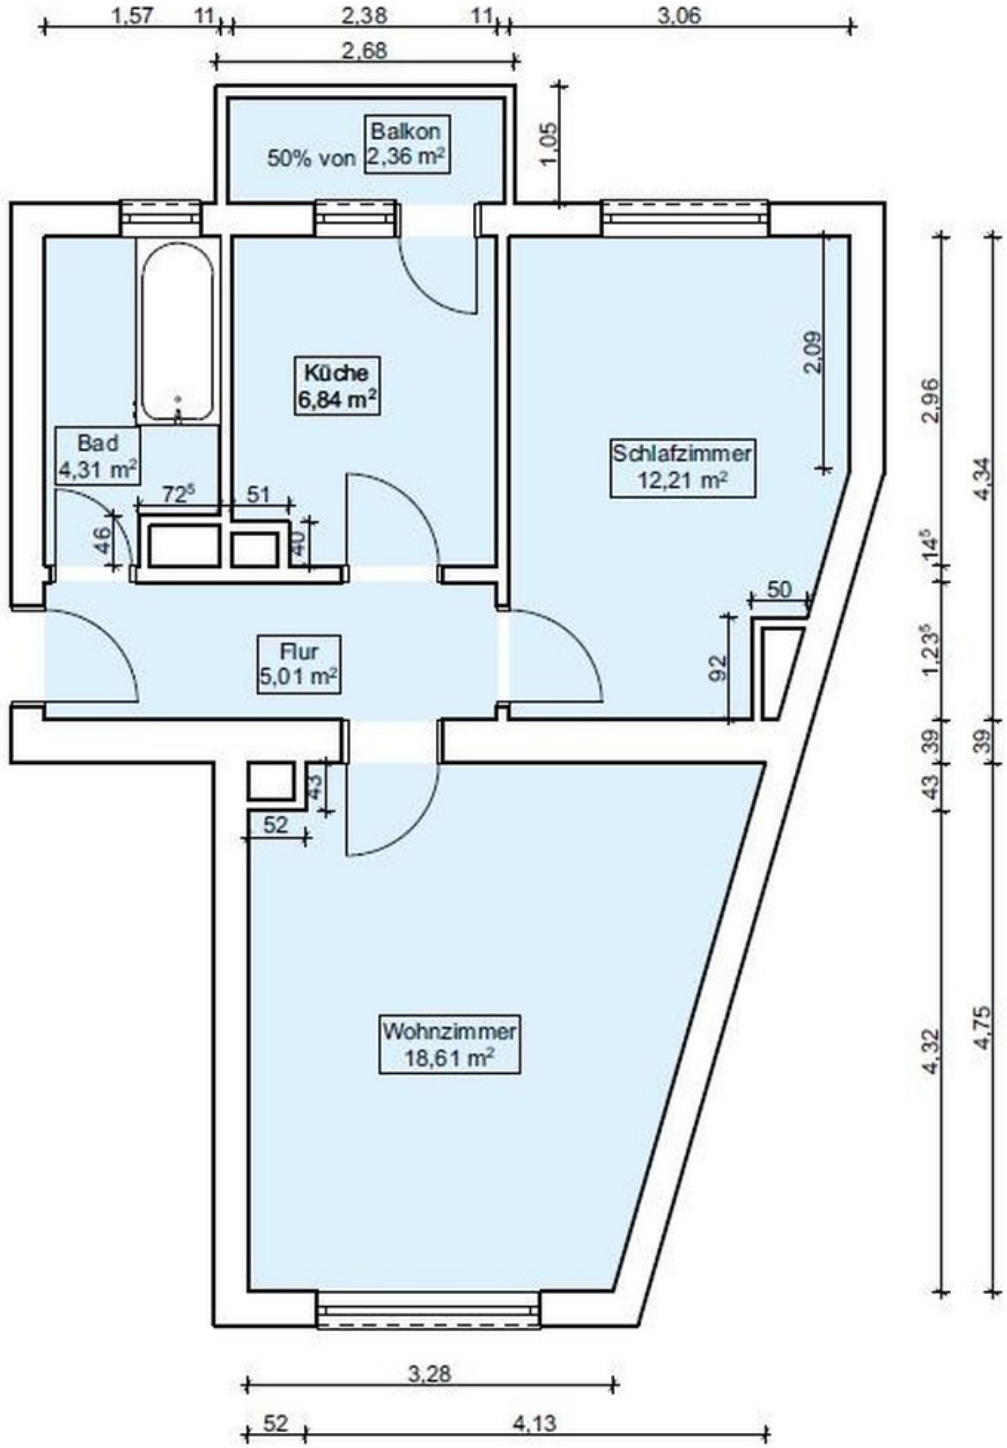 1,57 11 2,38 11 3,06
2,68
1,05
Balkon
50% von 2,36 m²
Küche
6,84 m²
2,09
2,96
4,34
Bad
4,31 m²
Schlafzimmer
12,21 m²
72⁵ 51
46
40
14⁵
50
Flur
5,01 m²
92
1,23⁵
39
39
43
43
52
Wohnzimmer
18,61 m²
4,32
4,75
3,28
52 4,13